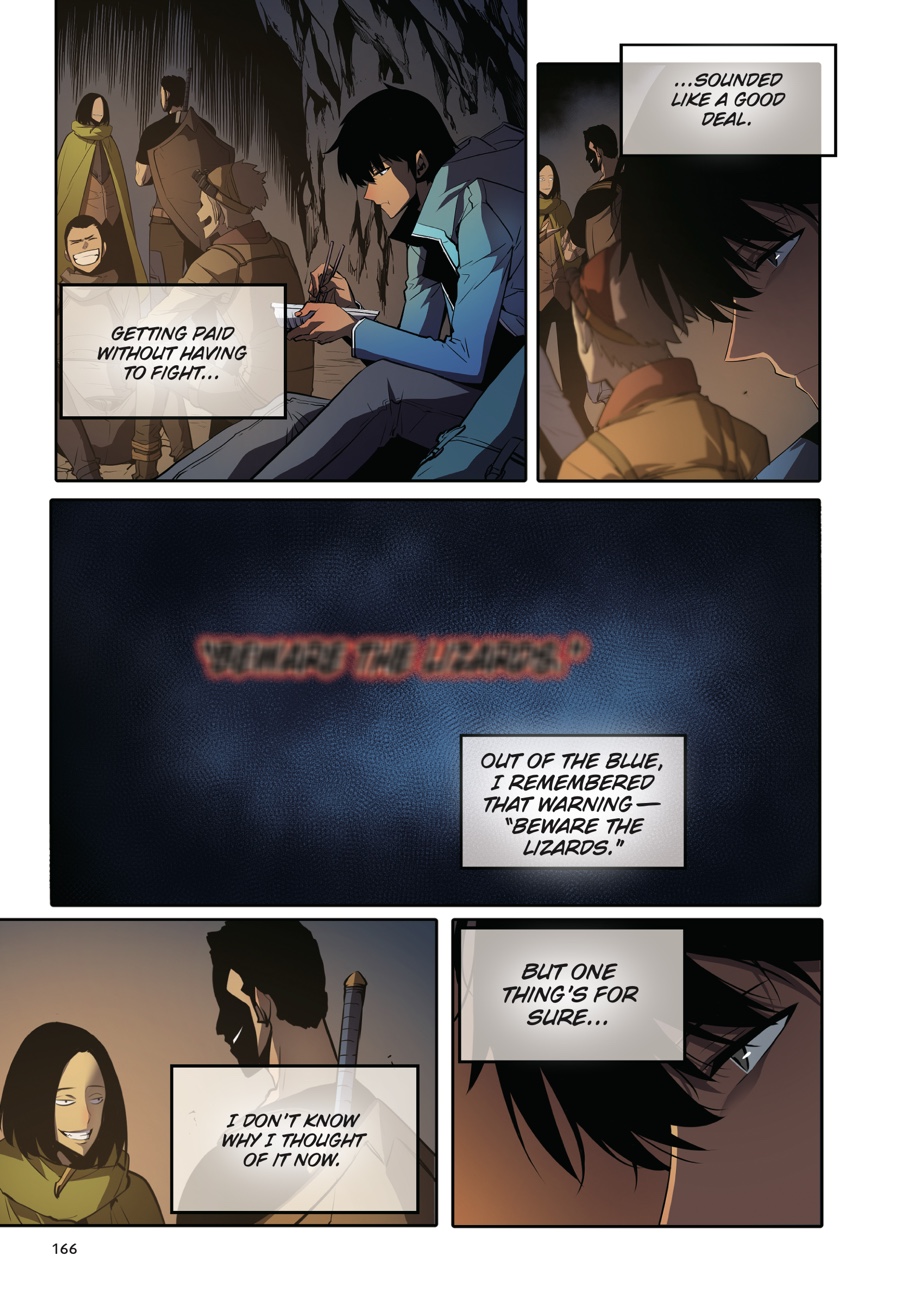 GETTING PAID
WITHOUT HAVING
TO FIGHT...
...SOUNDED
LIKE A GOOD
DEAL.
"BEWARE THE LIZARDS."
OUT OF THE BLUE,
I REMEMBERED
THAT WARNING—
"BEWARE THE
LIZARDS."
I DON'T KNOW
WHY I THOUGHT
OF IT NOW.
BUT ONE
THING'S FOR
SURE...
166